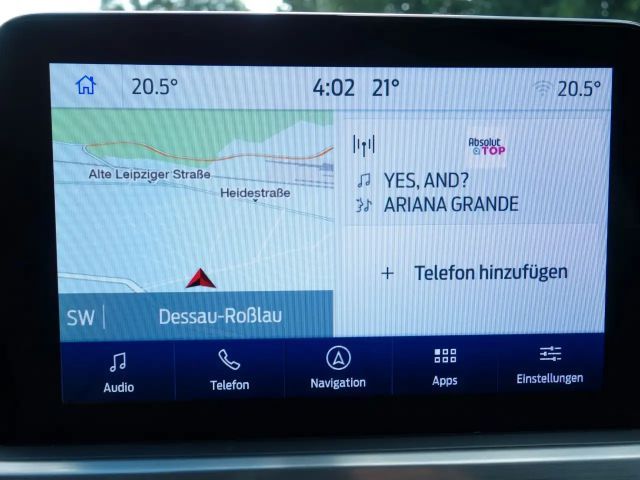 20.5° 4:02 21° 20.5°
Alte Leipziger Straße
Heidestraße
SW Dessau-Roßlau
Absolut
TOP
YES, AND?
ARIANA GRANDE
+ Telefon hinzufügen
Audio Telefon Navigation Apps Einstellungen